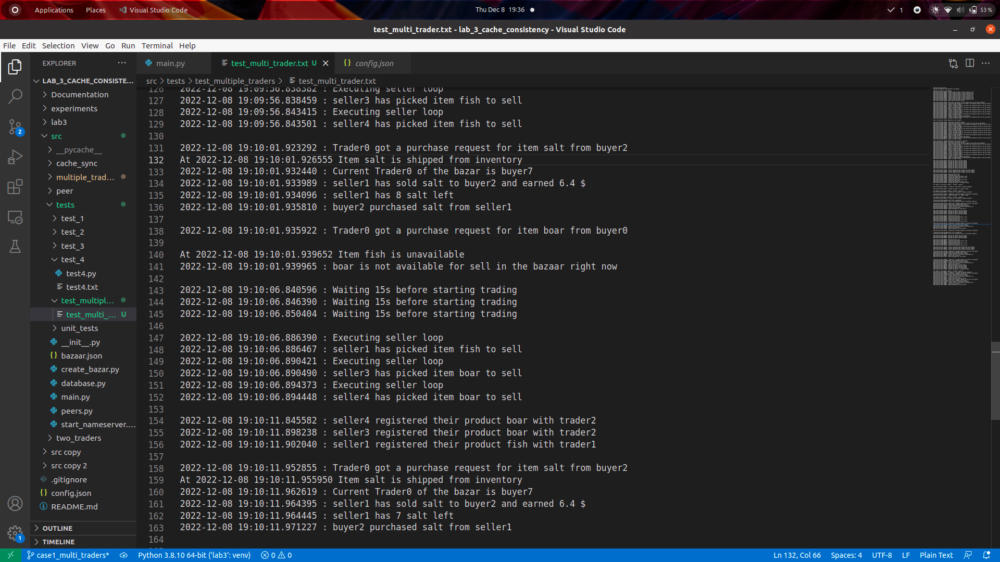 Applications Places Visual Studio Code Thu Dec 8 19:36 1 53 %
test_multi_trader.txt - lab_3_cache_consistency - Visual Studio Code
File Edit Selection View Go Run Terminal Help
EXPLORER
main.py test_multi_trader.txt U config.json
LAB_3_CACHE_CONSISTE...
src > tests > test_multiple_traders > test_multi_trader.txt
Documentation
experiments
lab3
src
__pycache__
cache_sync
multiple_trad...
peer
tests
test_1
test_2
test_3
test_4
test4.py
test4.txt
test_multipl...
test_multi_... U
unit_tests
__init__.py
bazaar.json
create_bazar.py
database.py
main.py
peers.py
start_nameserver....
two_traders
src copy
src copy 2
.gitignore
config.json
README.md
OUTLINE
TIMELINE
2
1
126 2022-12-08 19:09:56.838382 : Executing seller loop
127 2022-12-08 19:09:56.838459 : seller3 has picked item fish to sell
128 2022-12-08 19:09:56.843415 : Executing seller loop
129 2022-12-08 19:09:56.843501 : seller4 has picked item fish to sell
130
131 2022-12-08 19:10:01.923292 : Trader0 got a purchase request for item salt from buyer2
132 At 2022-12-08 19:10:01.926555 Item salt is shipped from inventory
133 2022-12-08 19:10:01.932440 : Current Trader0 of the bazar is buyer7
134 2022-12-08 19:10:01.933989 : seller1 has sold salt to buyer2 and earned 6.4 $
135 2022-12-08 19:10:01.934096 : seller1 has 8 salt left
136 2022-12-08 19:10:01.935810 : buyer2 purchased salt from seller1
137
138 2022-12-08 19:10:01.935922 : Trader0 got a purchase request for item boar from buyer0
139
140 At 2022-12-08 19:10:01.939652 Item fish is unavailable
141 2022-12-08 19:10:01.939965 : boar is not available for sell in the bazaar right now
142
143 2022-12-08 19:10:06.840596 : Waiting 15s before starting trading
144 2022-12-08 19:10:06.846390 : Waiting 15s before starting trading
145 2022-12-08 19:10:06.850404 : Waiting 15s before starting trading
146
147 2022-12-08 19:10:06.886390 : Executing seller loop
148 2022-12-08 19:10:06.886467 : seller1 has picked item fish to sell
149 2022-12-08 19:10:06.890421 : Executing seller loop
150 2022-12-08 19:10:06.890490 : seller3 has picked item boar to sell
151 2022-12-08 19:10:06.894373 : Executing seller loop
152 2022-12-08 19:10:06.894448 : seller4 has picked item boar to sell
153
154 2022-12-08 19:10:11.845582 : seller4 registered their product boar with trader2
155 2022-12-08 19:10:11.898238 : seller3 registered their product boar with trader2
156 2022-12-08 19:10:11.902040 : seller1 registered their product fish with trader1
157
158 2022-12-08 19:10:11.952855 : Trader0 got a purchase request for item salt from buyer2
159 At 2022-12-08 19:10:11.955950 Item salt is shipped from inventory
160 2022-12-08 19:10:11.962619 : Current Trader0 of the bazar is buyer7
161 2022-12-08 19:10:11.964395 : seller1 has sold salt to buyer2 and earned 6.4 $
162 2022-12-08 19:10:11.964445 : seller1 has 7 salt left
163 2022-12-08 19:10:11.971227 : buyer2 purchased salt from seller1
164
case1_multi_traders* Python 3.8.10 64-bit ('lab3': venv) 0 0 Ln 132, Col 66 Spaces: 4 UTF-8 LF Plain Text